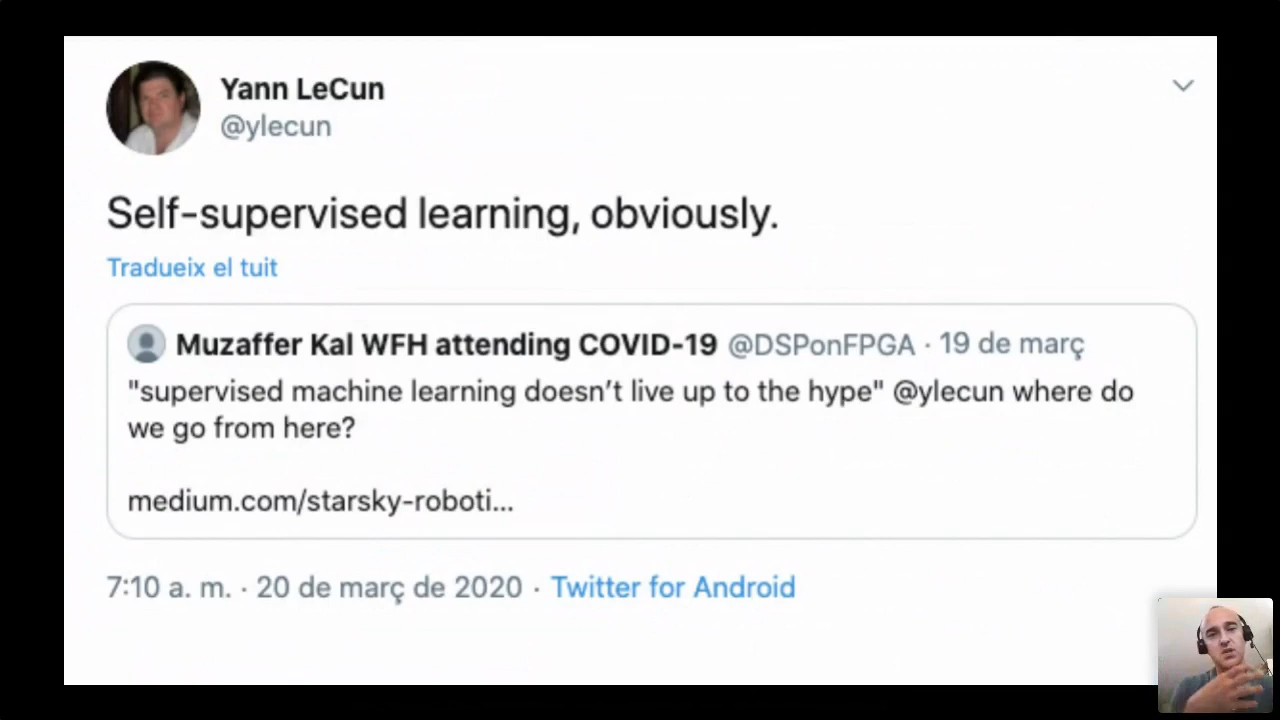 Yann LeCun
@ylecun
Self-supervised learning, obviously.
Tradueix el tuit
Muzaffer Kal WFH attending COVID-19 @DSPonFPGA · 19 de març
"supervised machine learning doesn’t live up to the hype" @ylecun where do
we go from here?
medium.com/starsky-roboti...
7:10 a. m. · 20 de març de 2020 · Twitter for Android